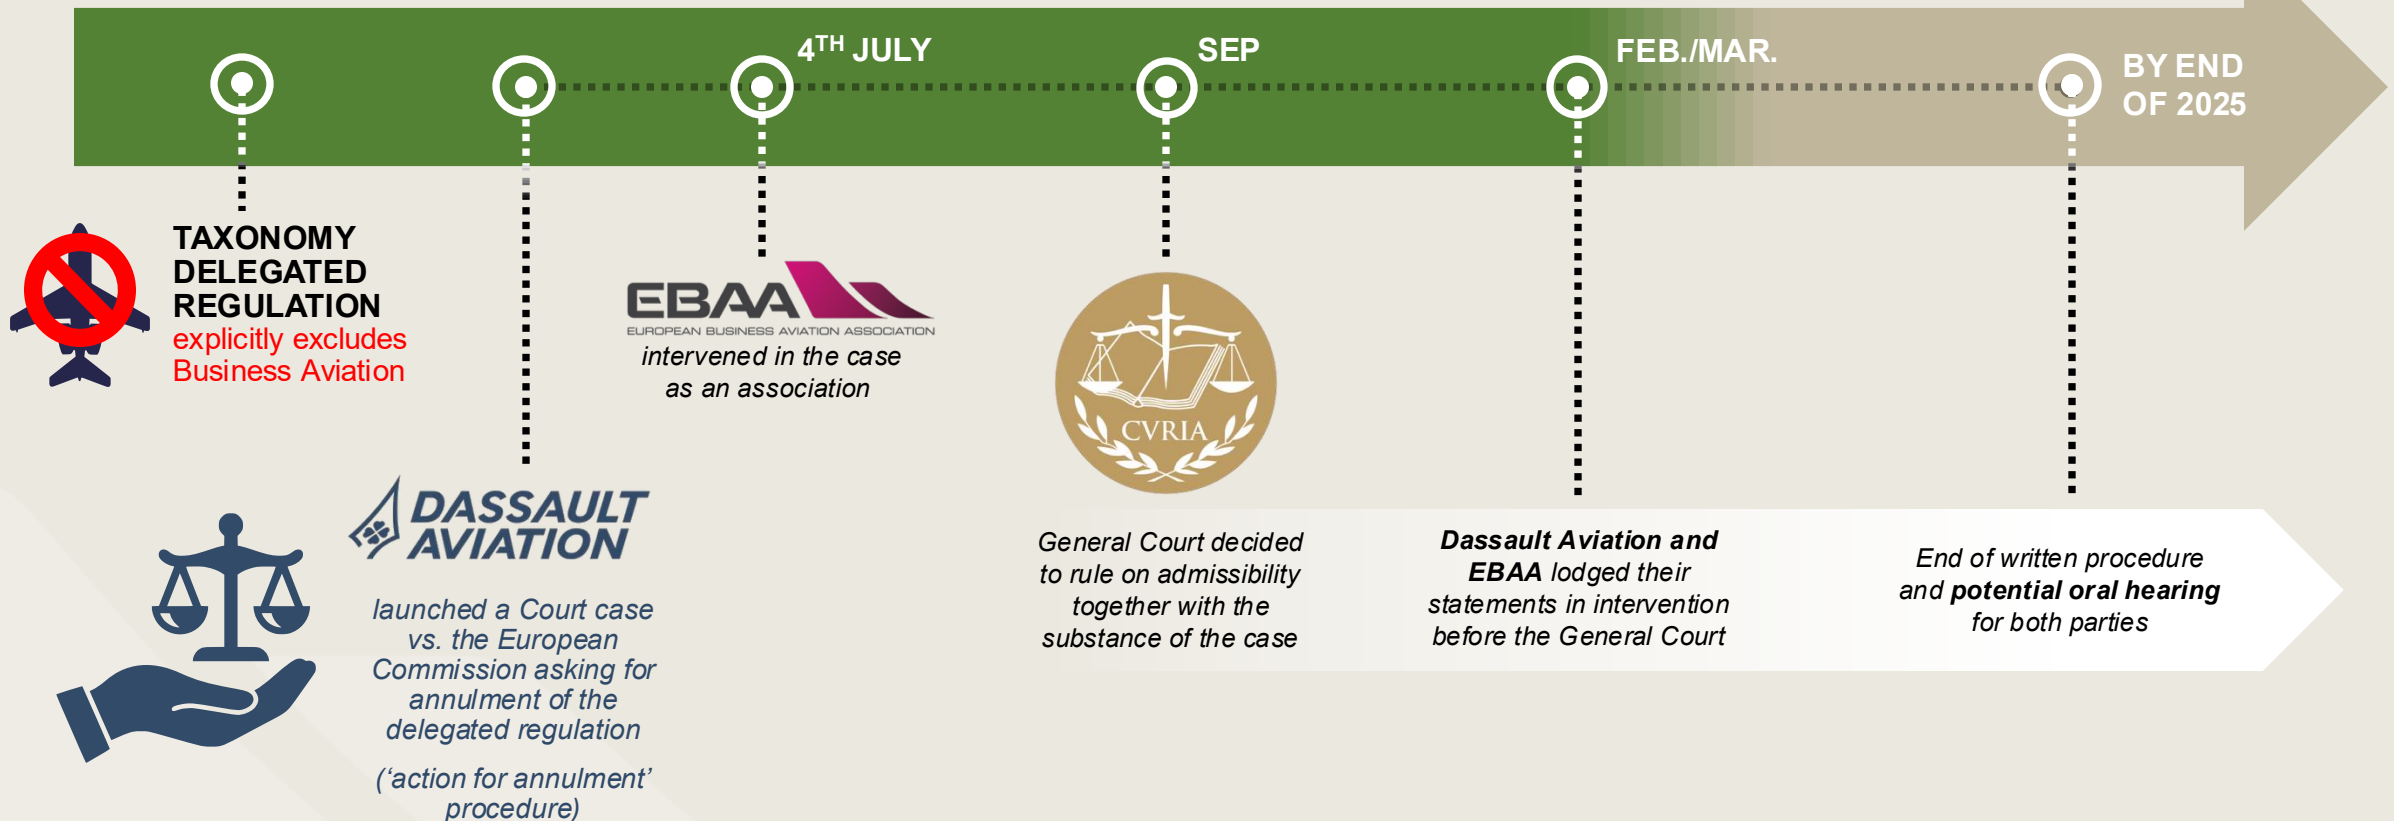 4TH JULY
SEP
FEB./MAR.
BY END
OF 2025
TAXONOMY
DELEGATED
REGULATION
explicitly excludes
Business Aviation
DASSAULT
AVIATION
launched a Court case
vs. the European
Commission asking for
annulment of the
delegated regulation
(‘action for annulment’
procedure)
EBAA
EUROPEAN BUSINESS AVIATION ASSOCIATION
intervened in the case
as an association
CVRIA
General Court decided
to rule on admissibility
together with the
substance of the case
Dassault Aviation and
EBAA lodged their
statements in intervention
before the General Court
End of written procedure
and potential oral hearing
for both parties